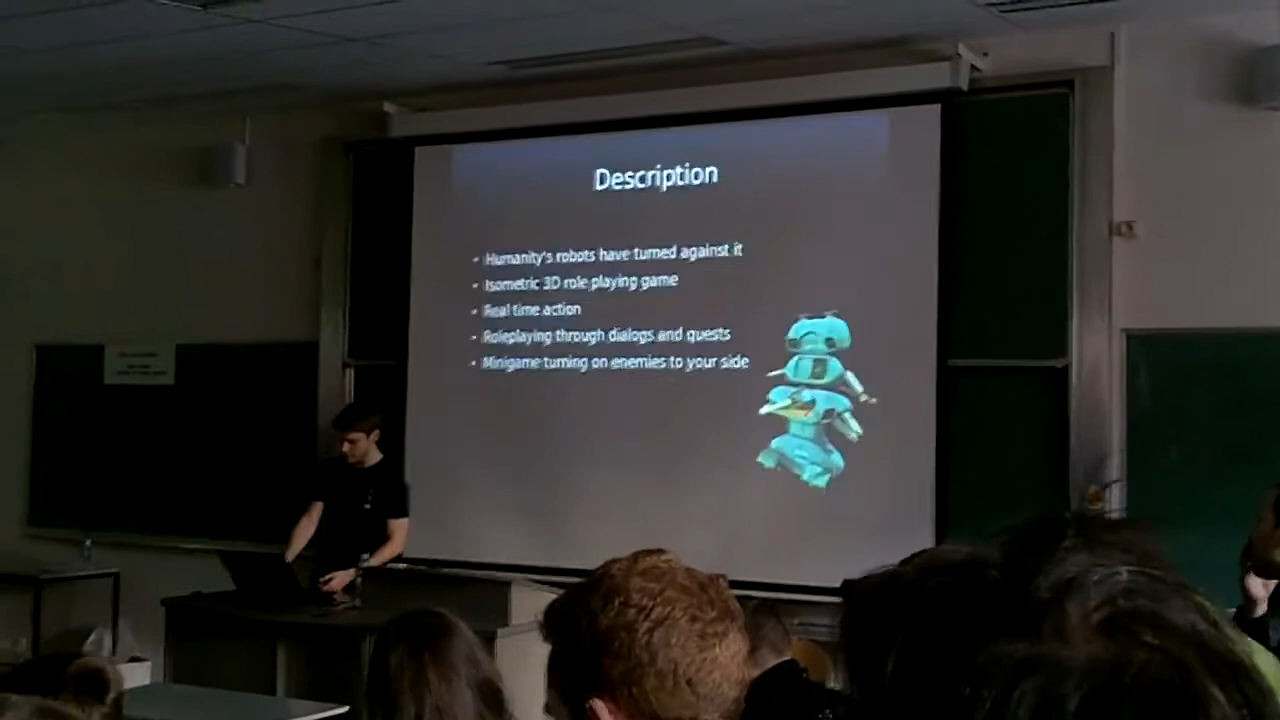 Description
• Humanity's robots have turned against it
• Isometric 3D role playing game
• Real time action
• Roleplaying through dialogs and quests
• Minigame turning on enemies to your side